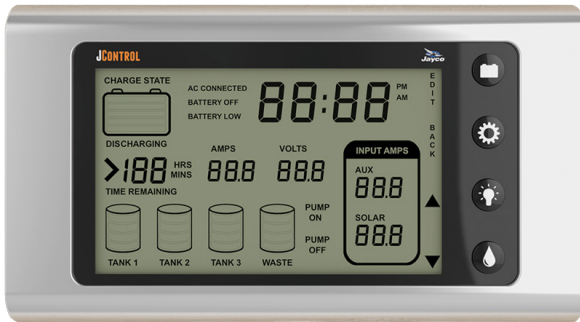 JCONTROL
Jayco
CHARGE STATE
AC CONNECTED
BATTERY OFF
BATTERY LOW
88:88
PM
AM
EDIT
BACK
DISCHARGING
>188 HRS
MINS
TIME REMAINING
AMPS
88.8
VOLTS
88.8
INPUT AMPS
AUX
88.8
SOLAR
88.8
PUMP
ON
PUMP
OFF
TANK 1 TANK 2 TANK 3 WASTE